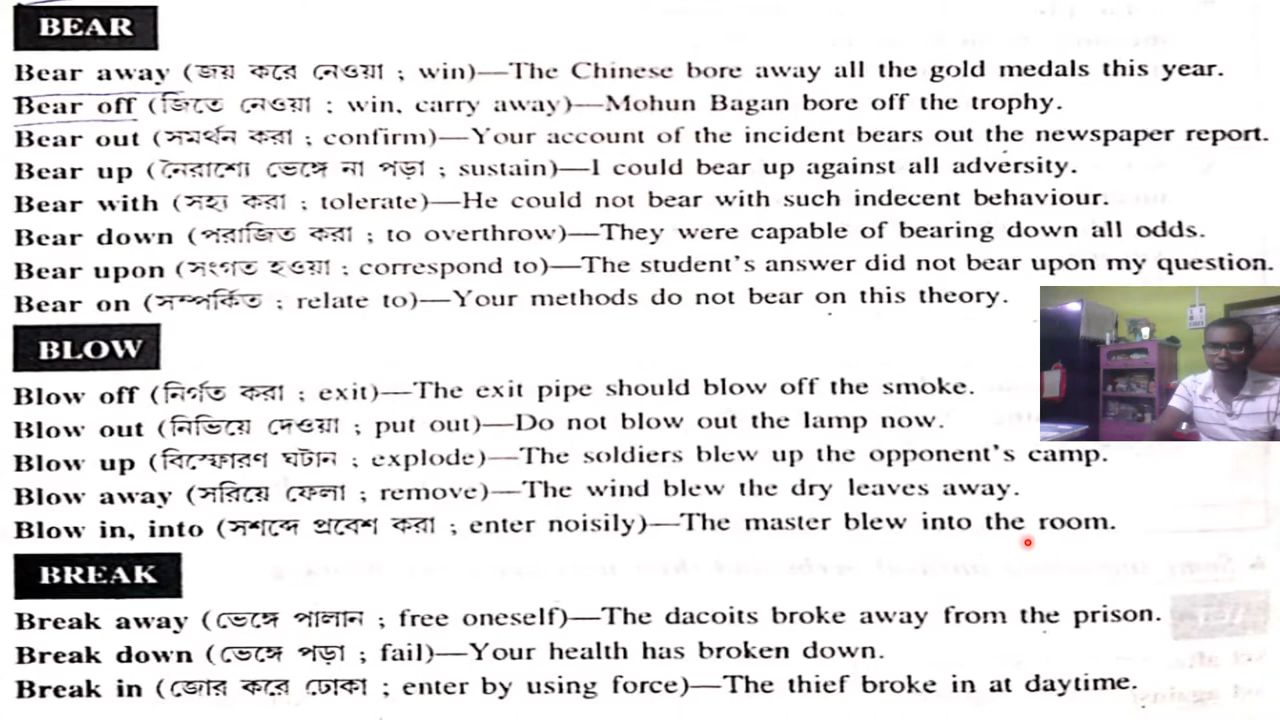 BEAR
Bear away (জয় করে নেওয়া ; win)—The Chinese bore away all the gold medals this year.
Bear off (জিতে নেওয়া ; win, carry away)—Mohun Bagan bore off the trophy.
Bear out (সমর্থন করা ; confirm)—Your account of the incident bears out the newspaper report.
Bear up (নৈরাশ্যে ভেঙ্গে না পড়া ; sustain)—I could bear up against all adversity.
Bear with (সহ্য করা ; tolerate)—He could not bear with such indecent behaviour.
Bear down (পরাজিত করা ; to overthrow)—They were capable of bearing down all odds.
Bear upon (সংগত হওয়া ; correspond to)—The student's answer did not bear upon my question.
Bear on (সম্পর্কিত ; relate to)—Your methods do not bear on this theory.
BLOW
Blow off (নির্গত করা ; exit)—The exit pipe should blow off the smoke.
Blow out (নিভিয়ে দেওয়া ; put out)—Do not blow out the lamp now.
Blow up (বিস্ফোরণ ঘটান ; explode)—The soldiers blew up the opponent's camp.
Blow away (সরিয়ে ফেলা ; remove)—The wind blew the dry leaves away.
Blow in, into (সশব্দে প্রবেশ করা ; enter noisily)—The master blew into the room.
BREAK
Break away (ভেঙ্গে পালান ; free oneself)—The dacoits broke away from the prison.
Break down (ভেঙ্গে পড়া ; fail)—Your health has broken down.
Break in (জোর করে ঢোকা ; enter by using force)—The thief broke in at daytime.